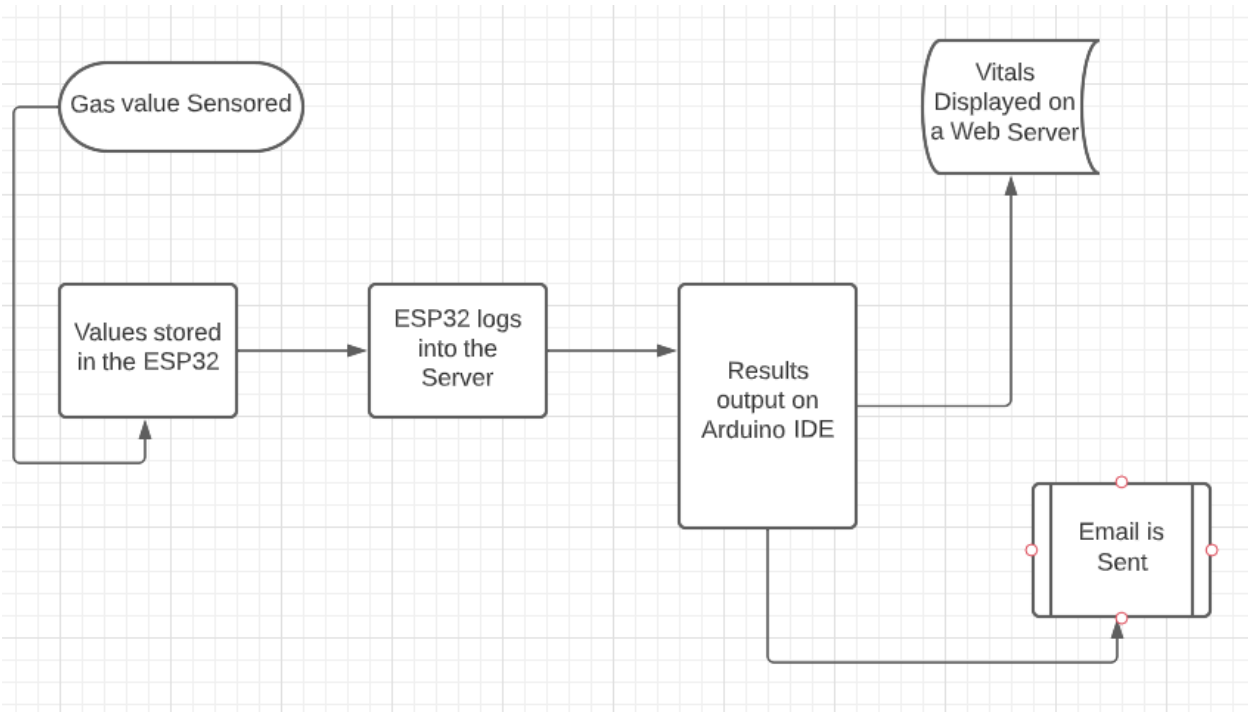 Gas value Sensored
Vitals
Displayed on
a Web Server
Values stored
in the ESP32
ESP32 logs
into the
Server
Results
output on
Arduino IDE
Email is
Sent